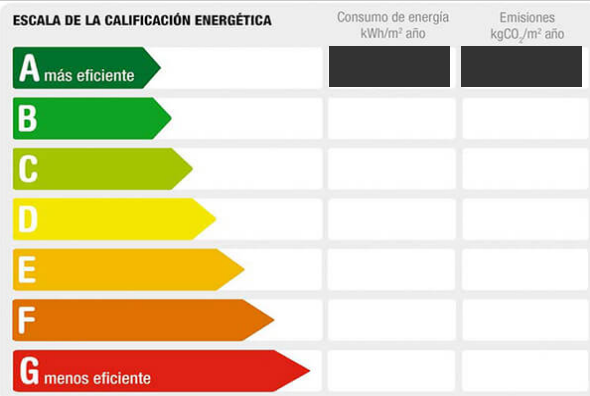 ESCALA DE LA CALIFICACIÓN ENERGÉTICA
Consumo de energía
kWh/m² año
Emisiones
kgCO₂/m² año
A más eficiente
B
C
D
E
F
G menos eficiente